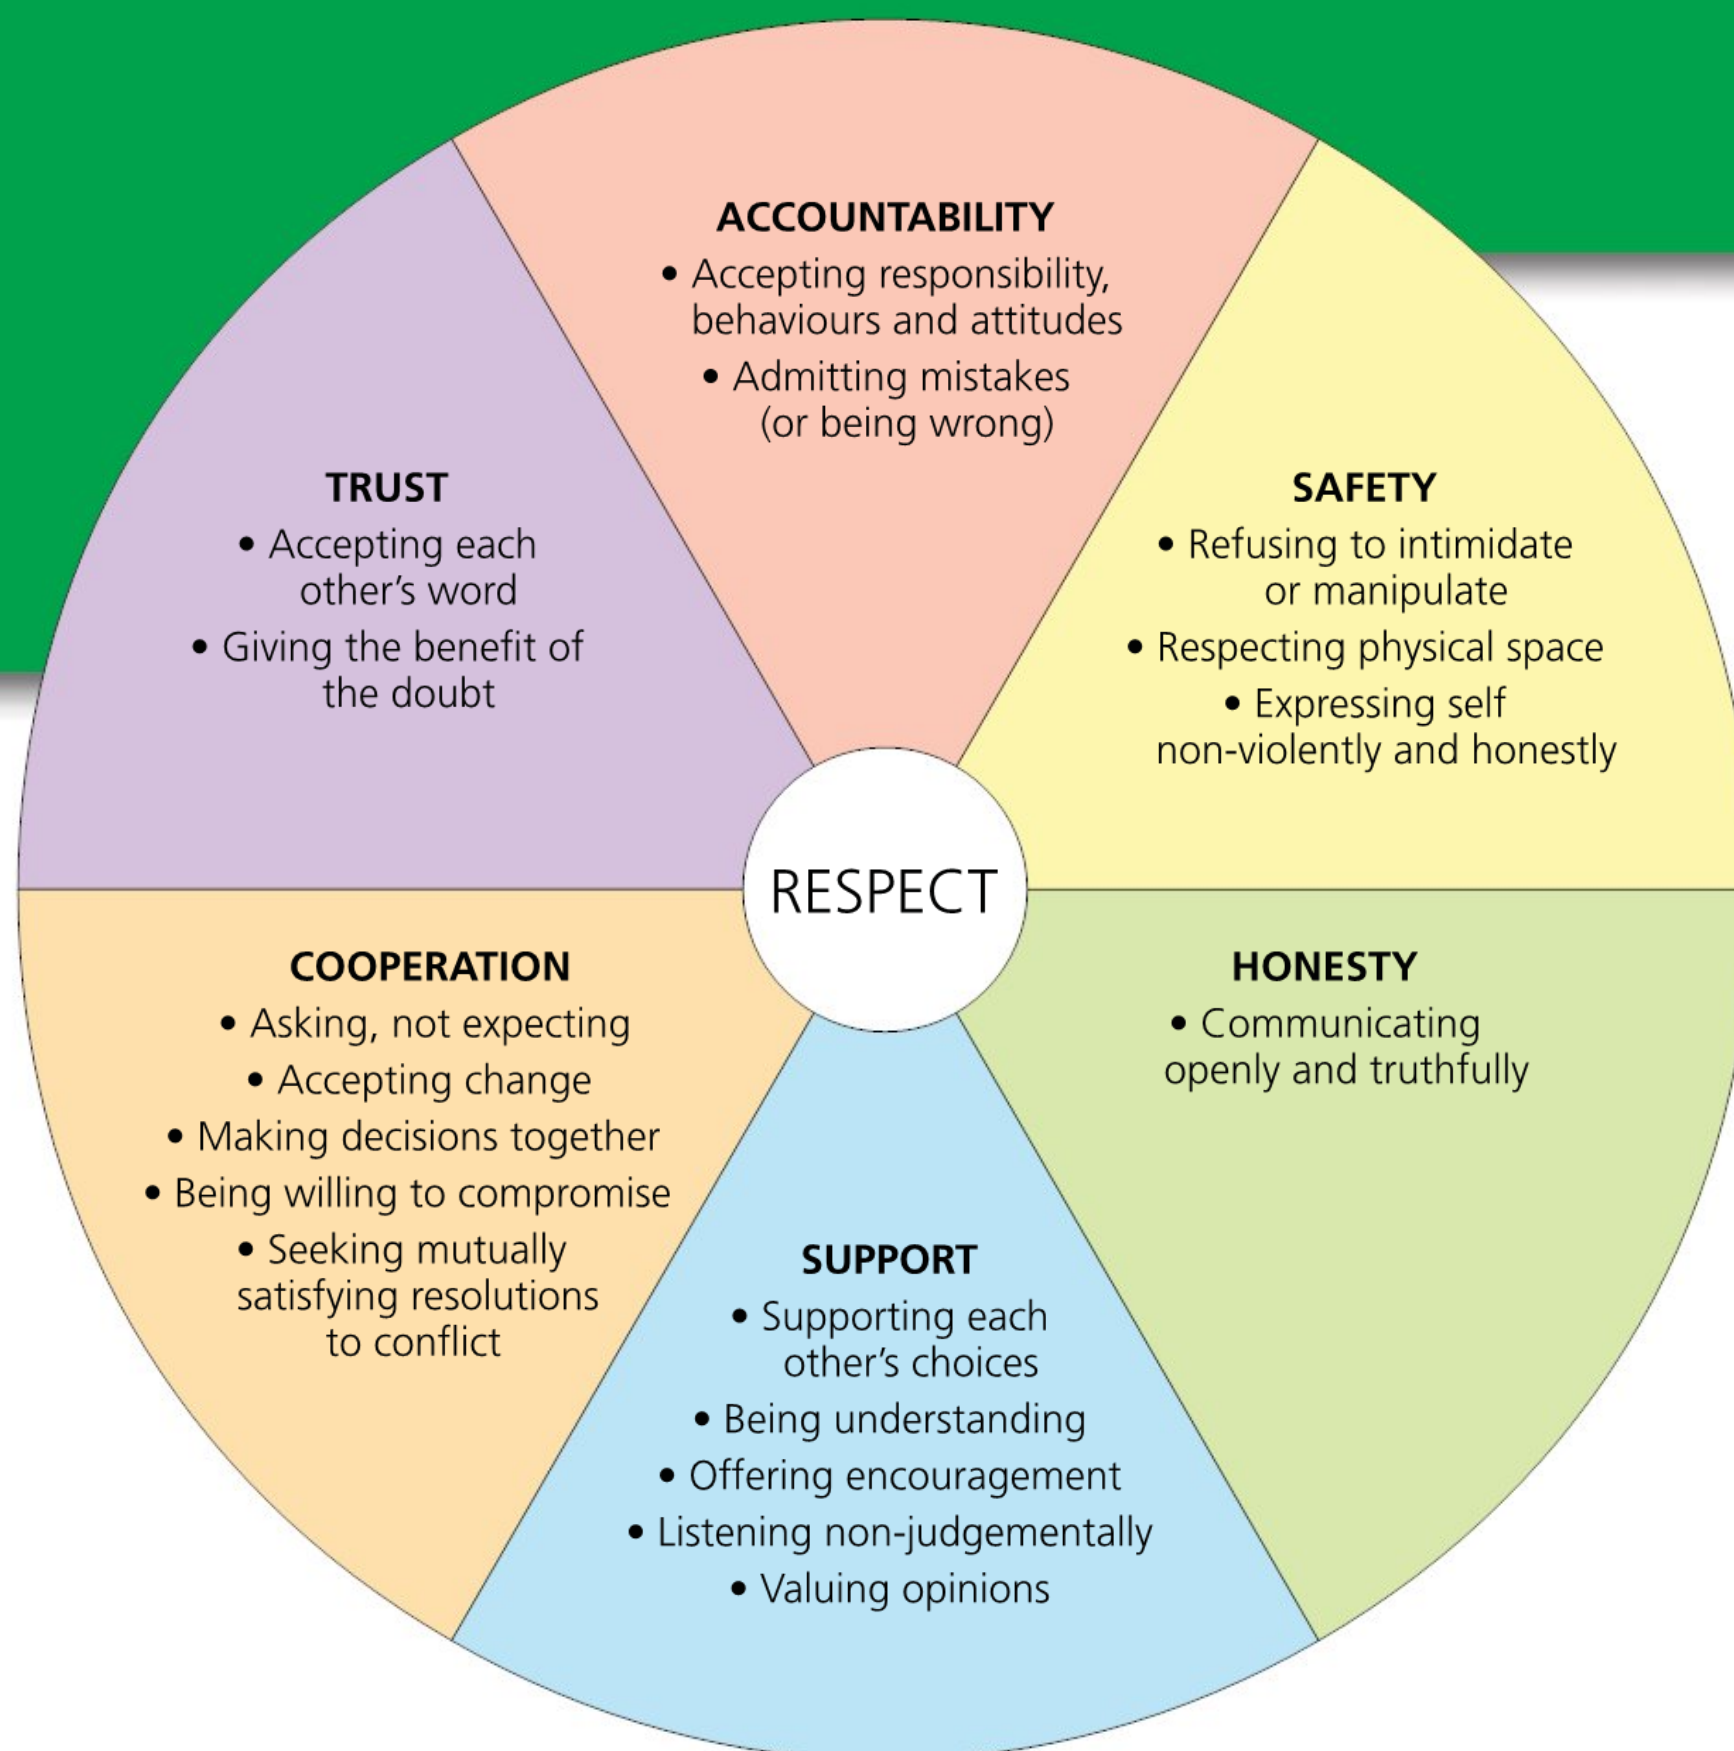 ACCOUNTABILITY
• Accepting responsibility,
behaviours and attitudes
• Admitting mistakes
(or being wrong)
TRUST
• Accepting each
other’s word
• Giving the benefit of
the doubt
SAFETY
• Refusing to intimidate
or manipulate
• Respecting physical space
• Expressing self
non-violently and honestly
RESPECT
COOPERATION
• Asking, not expecting
• Accepting change
• Making decisions together
• Being willing to compromise
• Seeking mutually
satisfying resolutions
to conflict
HONESTY
• Communicating
openly and truthfully
SUPPORT
• Supporting each
other’s choices
• Being understanding
• Offering encouragement
• Listening non-judgementally
• Valuing opinions